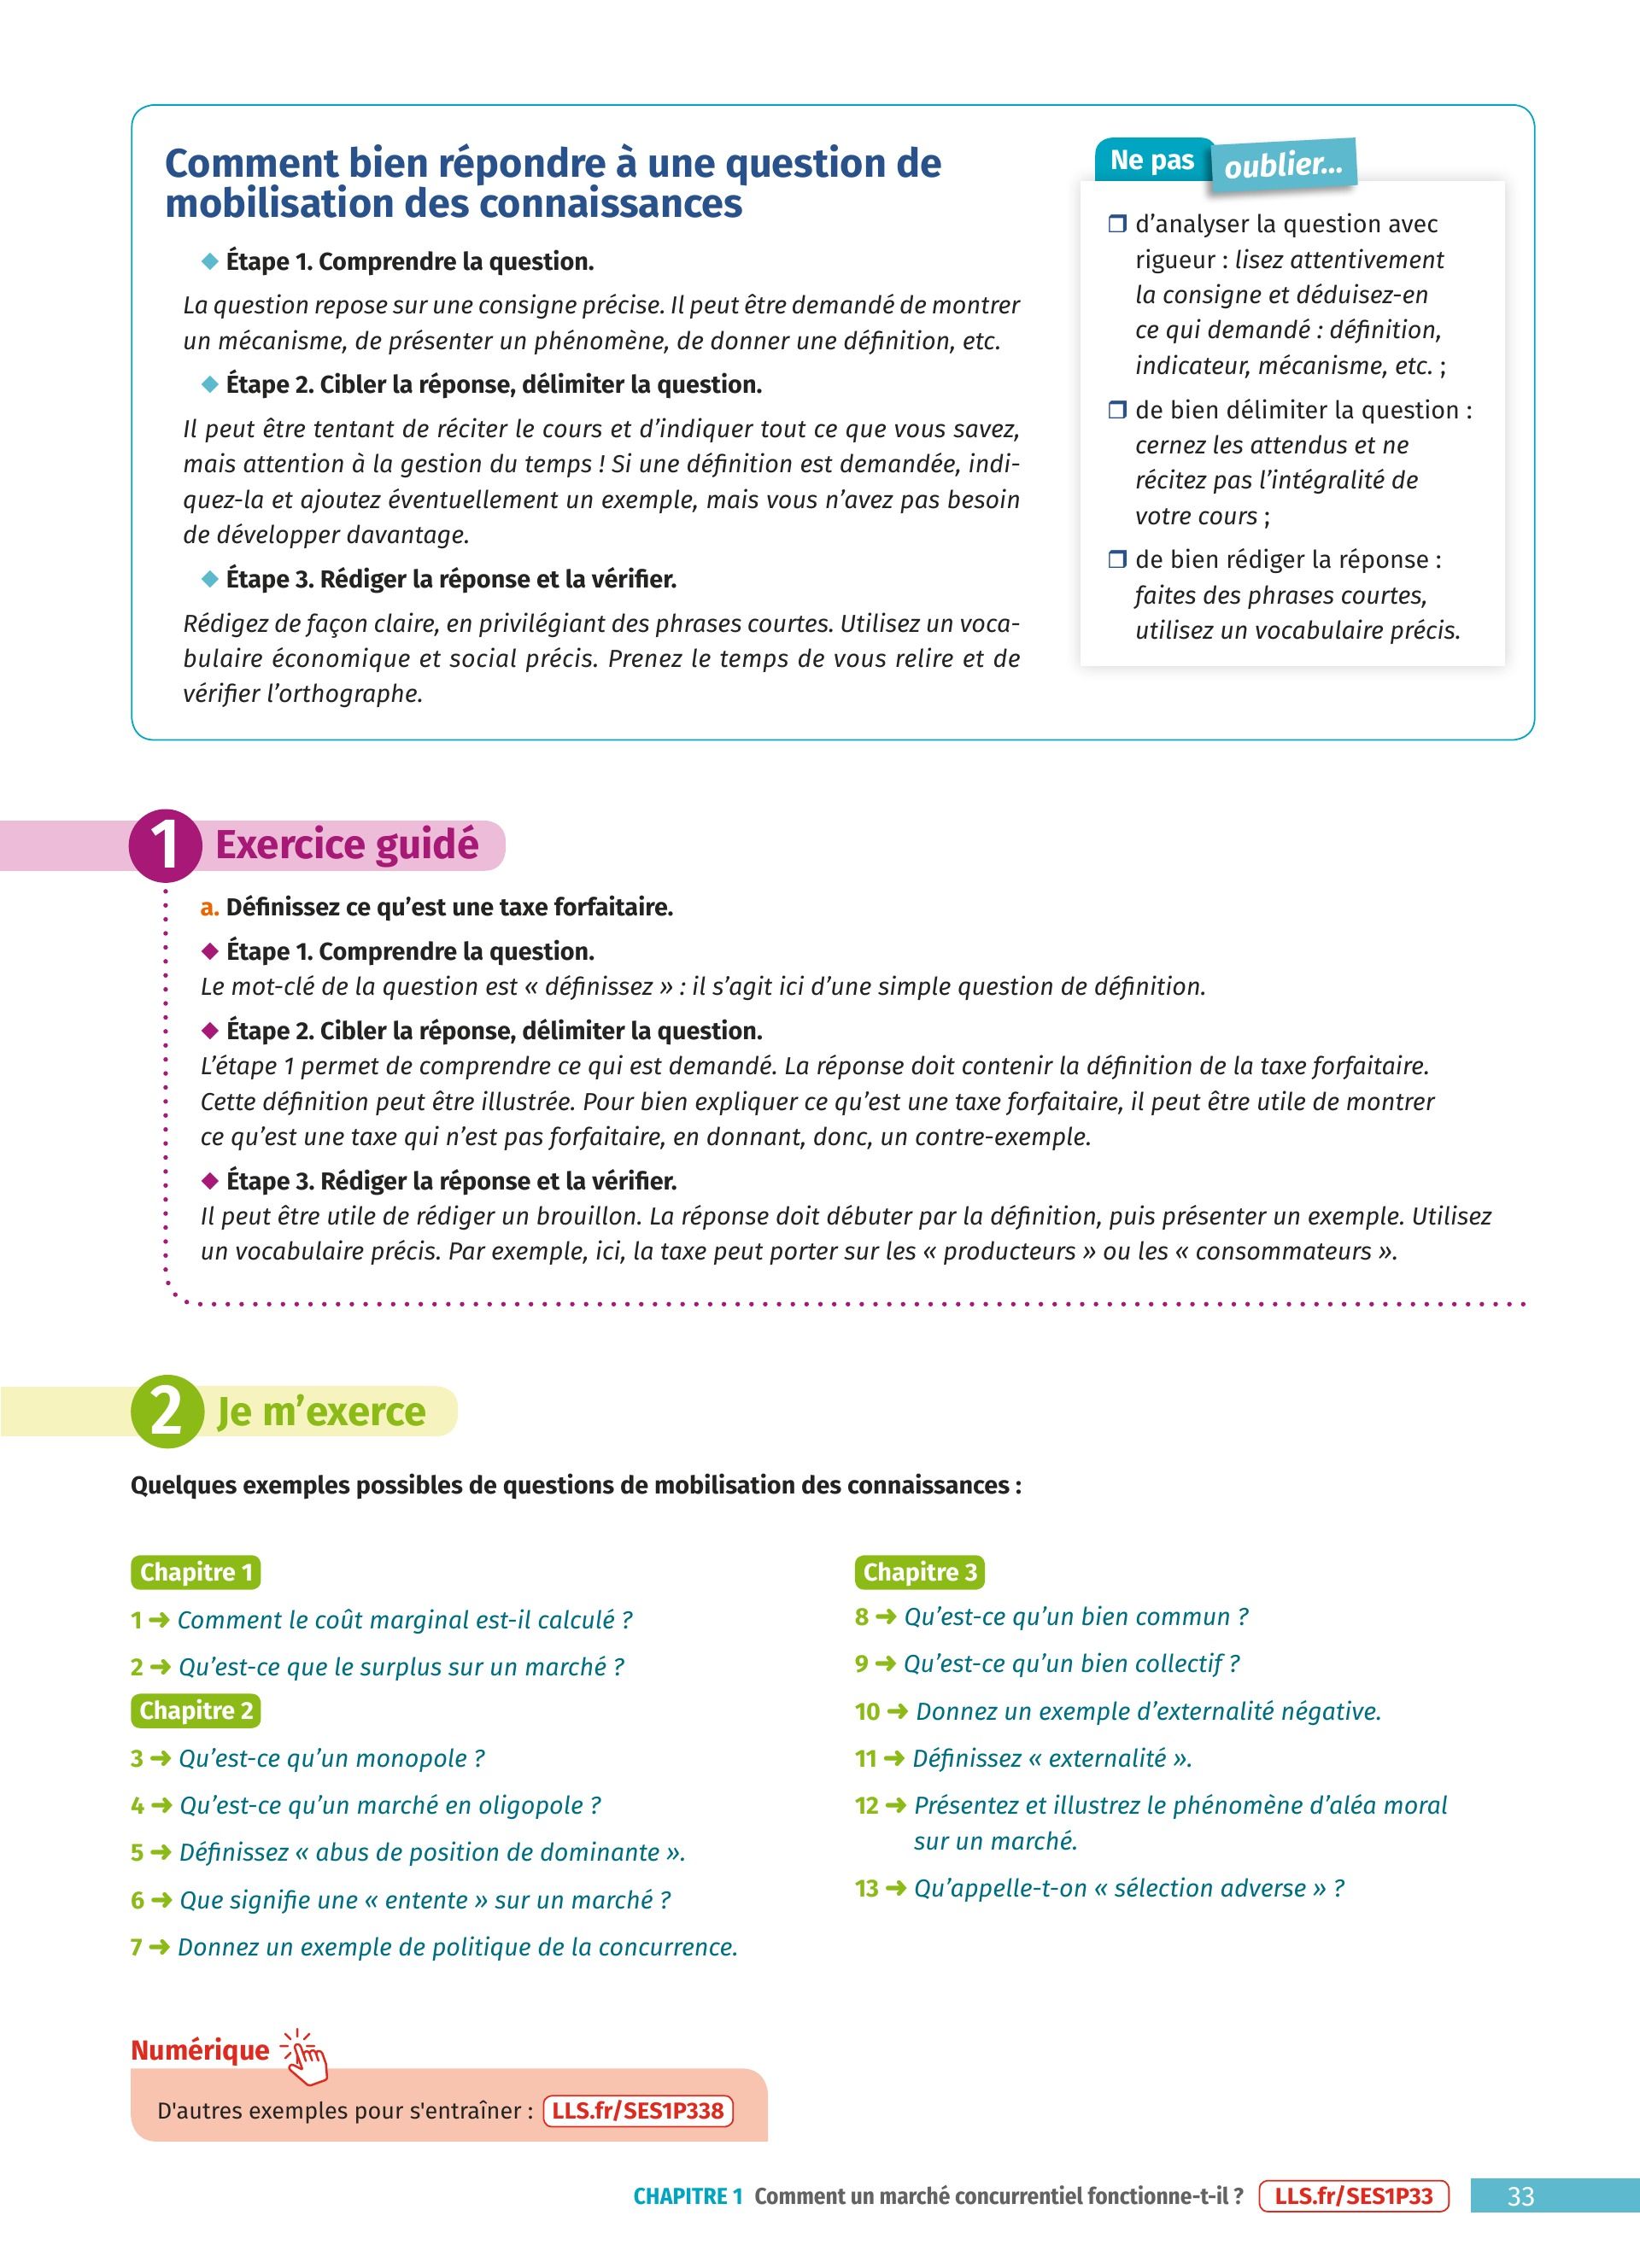 Comment bien répondre à une question de
mobilisation des connaissances
◆ Étape 1. Comprendre la question.
La question repose sur une consigne précise. Il peut être demandé de montrer
un mécanisme, de présenter un phénomène, de donner une définition, etc.
◆ Étape 2. Cibler la réponse, délimiter la question.
Il peut être tentant de réciter le cours et d’indiquer tout ce que vous savez,
mais attention à la gestion du temps ! Si une définition est demandée, indi-
quez-la et ajoutez éventuellement un exemple, mais vous n’avez pas besoin
de développer davantage.
◆ Étape 3. Rédiger la réponse et la vérifier.
Rédigez de façon claire, en privilégiant des phrases courtes. Utilisez un voca-
bulaire économique et social précis. Prenez le temps de vous relire et de
vérifier l’orthographe.
Ne pas oublier...
❒ d’analyser la question avec
rigueur : lisez attentivement
la consigne et déduisez-en
ce qui demandé : définition,
indicateur, mécanisme, etc. ;
❒ de bien délimiter la question :
cernez les attendus et ne
récitez pas l’intégralité de
votre cours ;
❒ de bien rédiger la réponse :
faites des phrases courtes,
utilisez un vocabulaire précis.
1 Exercice guidé
a. Définissez ce qu’est une taxe forfaitaire.
◆ Étape 1. Comprendre la question.
Le mot-clé de la question est « définissez » : il s’agit ici d’une simple question de définition.
◆ Étape 2. Cibler la réponse, délimiter la question.
L’étape 1 permet de comprendre ce qui est demandé. La réponse doit contenir la définition de la taxe forfaitaire.
Cette définition peut être illustrée. Pour bien expliquer ce qu’est une taxe forfaitaire, il peut être utile de montrer
ce qu’est une taxe qui n’est pas forfaitaire, en donnant, donc, un contre-exemple.
◆ Étape 3. Rédiger la réponse et la vérifier.
Il peut être utile de rédiger un brouillon. La réponse doit débuter par la définition, puis présenter un exemple. Utilisez
un vocabulaire précis. Par exemple, ici, la taxe peut porter sur les « producteurs » ou les « consommateurs ».
2 Je m’exerce
Quelques exemples possibles de questions de mobilisation des connaissances :
Chapitre 1
1 ➜ Comment le coût marginal est-il calculé ?
2 ➜ Qu’est-ce que le surplus sur un marché ?
Chapitre 2
3 ➜ Qu’est-ce qu’un monopole ?
4 ➜ Qu’est-ce qu’un marché en oligopole ?
5 ➜ Définissez « abus de position de dominante ».
6 ➜ Que signifie une « entente » sur un marché ?
7 ➜ Donnez un exemple de politique de la concurrence.
Chapitre 3
8 ➜ Qu’est-ce qu’un bien commun ?
9 ➜ Qu’est-ce qu’un bien collectif ?
10 ➜ Donnez un exemple d’externalité négative.
11 ➜ Définissez « externalité ».
12 ➜ Présentez et illustrez le phénomène d’aléa moral
sur un marché.
13 ➜ Qu’appelle-t-on « sélection adverse » ?
Numérique
D'autres exemples pour s'entraîner : LLS.fr/SES1P338
CHAPITRE 1 Comment un marché concurrentiel fonctionne-t-il ? LLS.fr/SES1P33 33